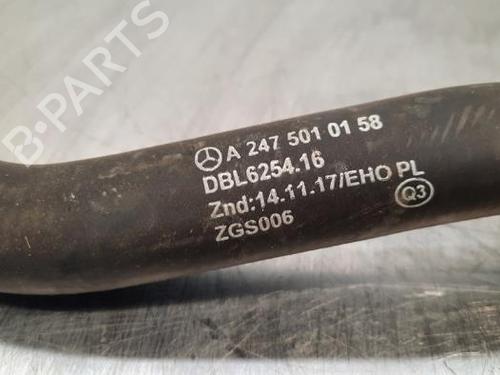 A 247 501 01 58
DBL6254.16
Znd:14.11.17/EHO PL
ZGS006 Q3
B-PARTS